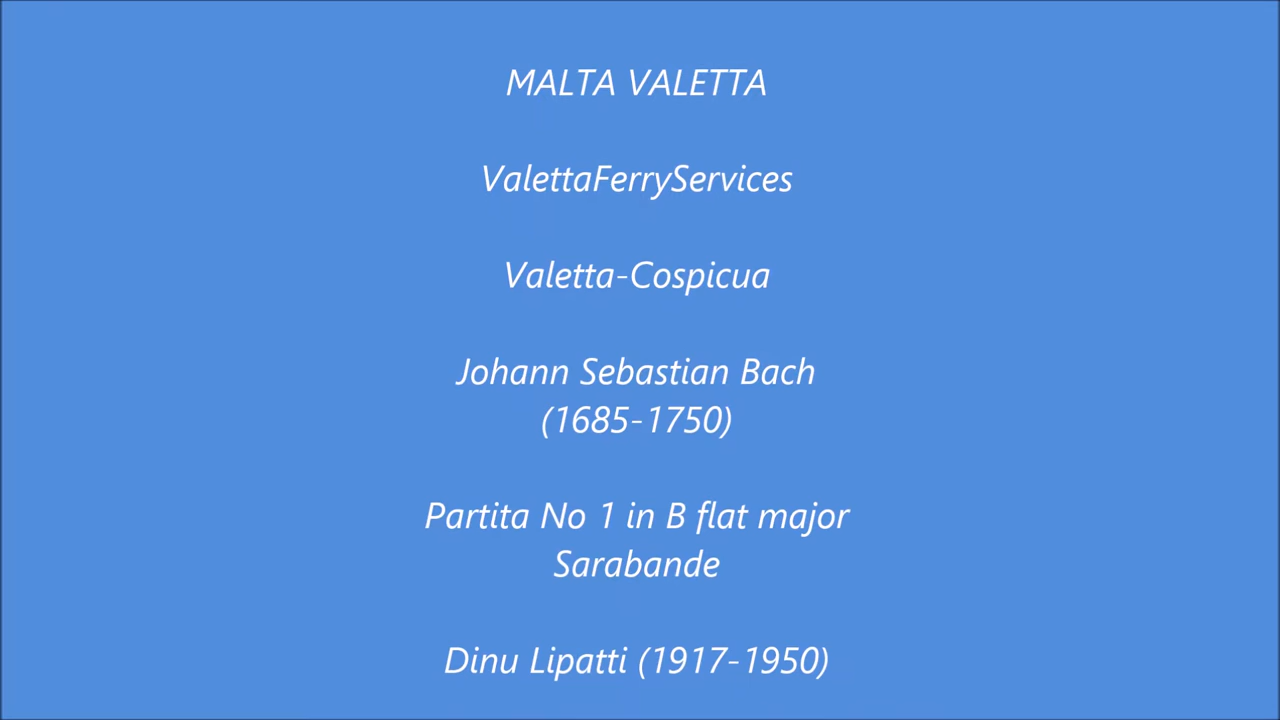 MALTA VALETTA
ValettaFerryServices
Valetta-Cospicua
Johann Sebastian Bach
(1685-1750)
Partita No 1 in B flat major
Sarabande
Dinu Lipatti (1917-1950)